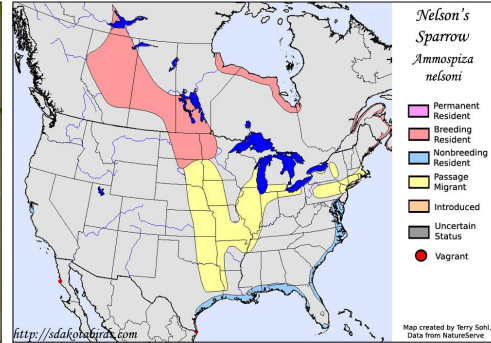 Nelson's
Sparrow
Ammospiza
nelsoni
Permanent
Resident
Breeding
Resident
Nonbreeding
Resident
Passage
Migrant
Introduced
Uncertain
Status
Vagrant
http://sdakotabirds.com
Map created by Terry Sohl,
Data from NatureServe